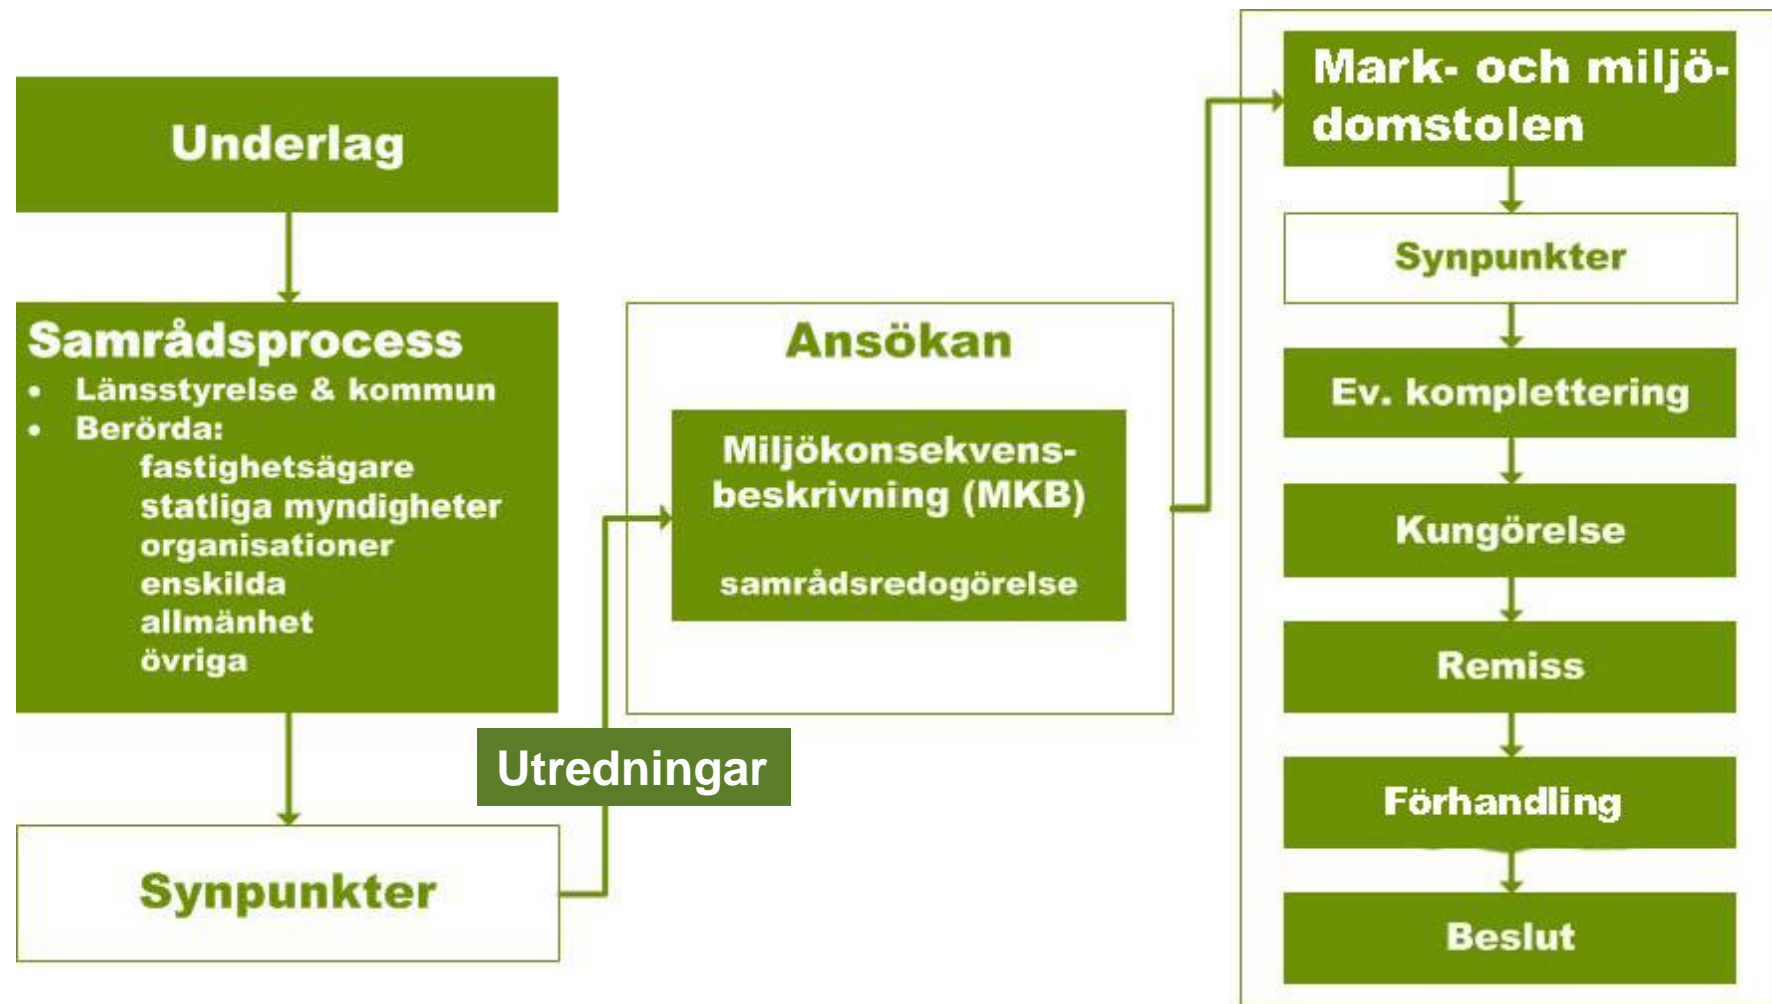 Underlag
Samrådsprocess
• Länsstyrelse & kommun
• Berörda:
fastighetsägare
statliga myndigheter
organisationer
enskilda
allmänhet
övriga
Synpunkter
Utredningar
Ansökan
Miljökonsekvens-
beskrivning (MKB)
samrådsredogörelse
Mark- och miljö-
domstolen
Synpunkter
Ev. komplettering
Kungörelse
Remiss
Förhandling
Beslut